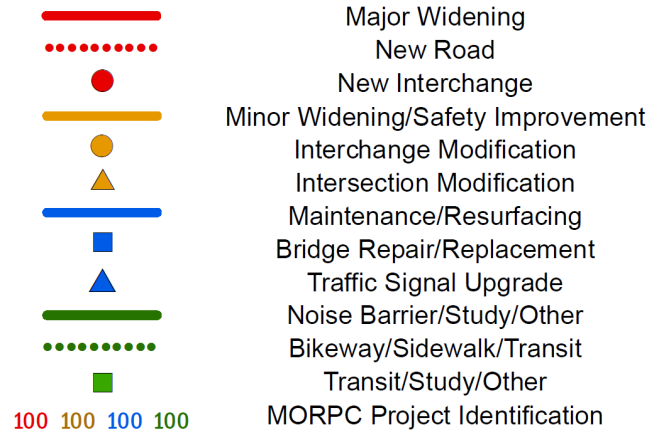 Major Widening
New Road
New Interchange
Minor Widening/Safety Improvement
Interchange Modification
Intersection Modification
Maintenance/Resurfacing
Bridge Repair/Replacement
Traffic Signal Upgrade
Noise Barrier/Study/Other
Bikeway/Sidewalk/Transit
Transit/Study/Other
100 100 100 100 MORPC Project Identification